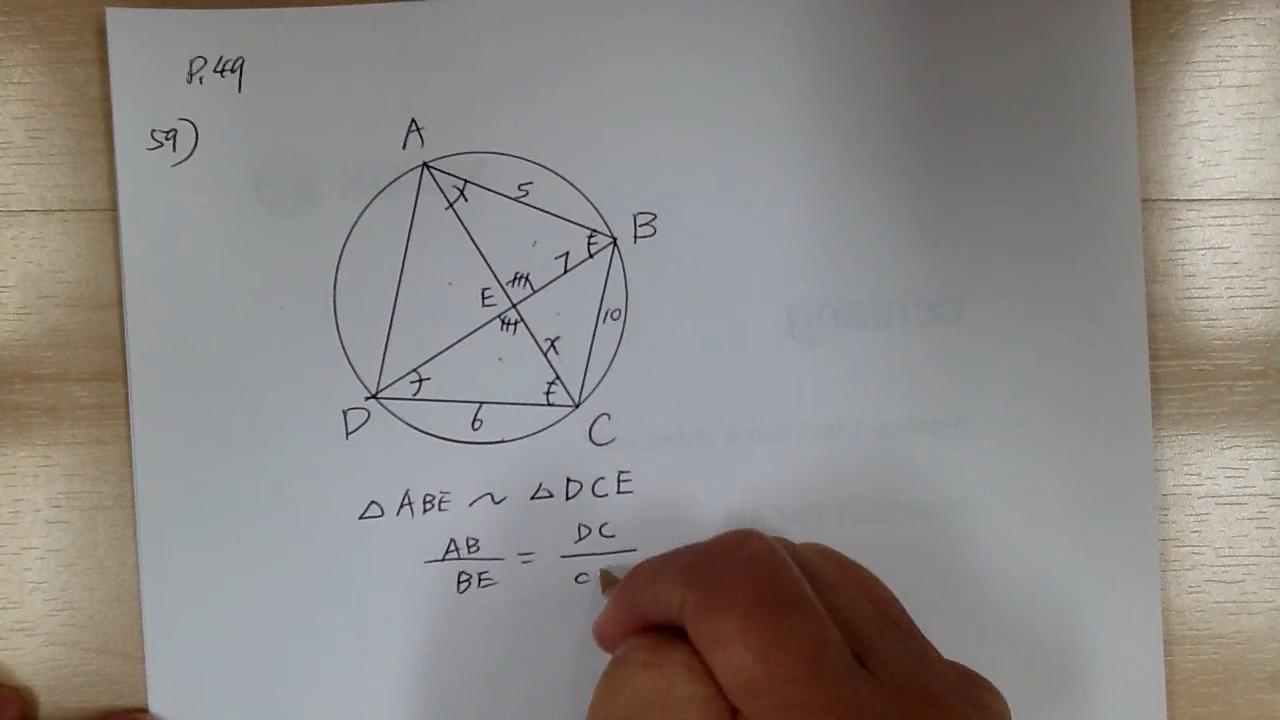 P.49
59)
A
5
B
7
E
10
x
D
6
C
△ABE ~ △DCE
AB / BE = DC / C